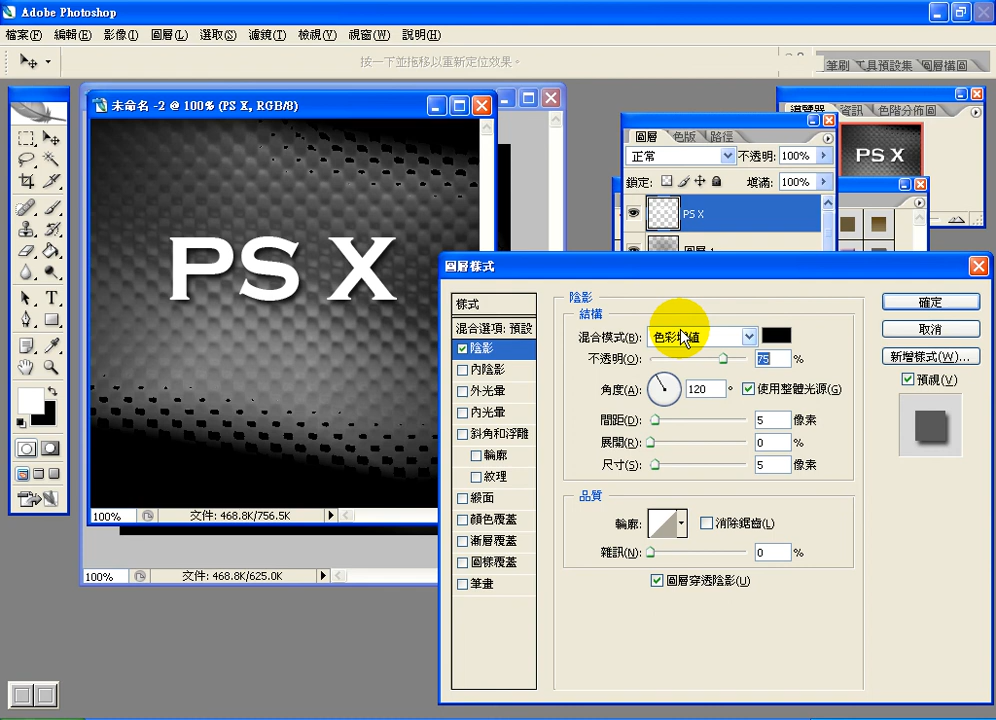 Adobe Photoshop
檔案(F) 編輯(E) 影像(I) 圖層(L) 選取(S) 濾鏡(T) 檢視(V) 視窗(W) 說明(H)
按一下並拖移以重新定位效果。
筆刷 工具預設集 圖層構圖
未命名 -2 @ 100% (PS X, RGB/8)
PS X
100% 文件: 468.8K/756.5K
100% 文件: 468.8K/625.0K
導覽器 資訊 色階分佈圖
PS X
圖層 色版 路徑
正常 不透明: 100%
鎖定: 填滿: 100%
PS X
圖層 1
圖層樣式
樣式
混合選項: 預設
陰影
內陰影
外光暈
內光暈
斜角和浮雕
輪廓
紋理
緞面
顏色覆蓋
漸層覆蓋
圖樣覆蓋
筆畫
陰影
結構
混合模式(B): 色彩增值
不透明(O): 75 %
角度(A): 120 ° 使用整體光源(G)
間距(D): 5 像素
展開(R): 0 %
尺寸(S): 5 像素
品質
輪廓: 消除鋸齒(L)
雜訊(N): 0 %
圖層穿透陰影(U)
確定
取消
新增樣式(W)...
預視(V)